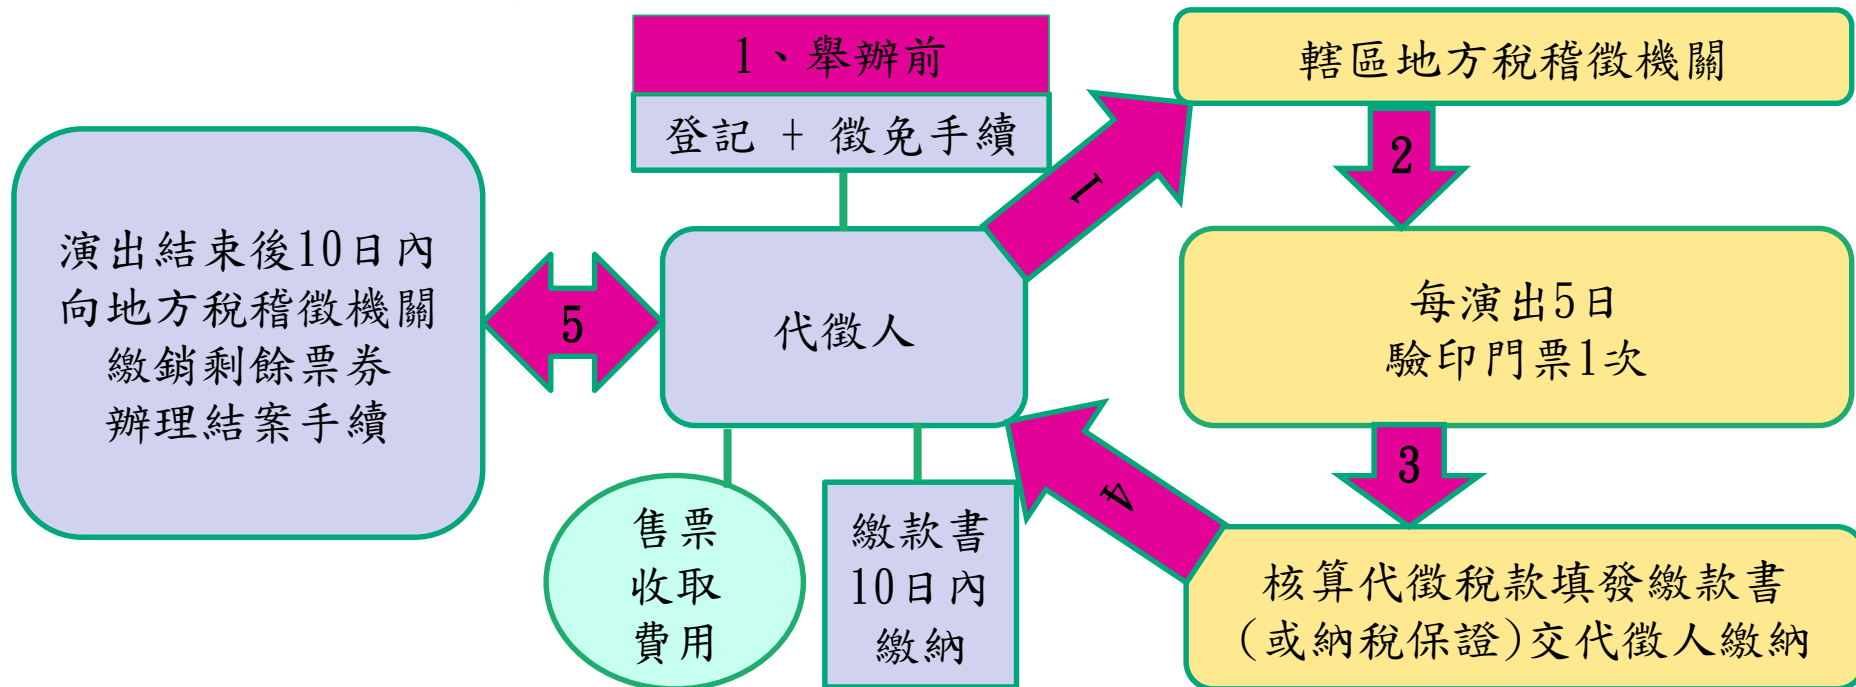 1、舉辦前
登記 + 徵免手續
轄區地方稅稽徵機關
1
2
每演出5日
驗印門票1次
3
核算代徵稅款填發繳款書
(或納稅保證)交代徵人繳納
4
代徵人
售票
收取
費用
繳款書
10日內
繳納
5
演出結束後10日內
向地方稅稽徵機關
繳銷剩餘票券
辦理結案手續